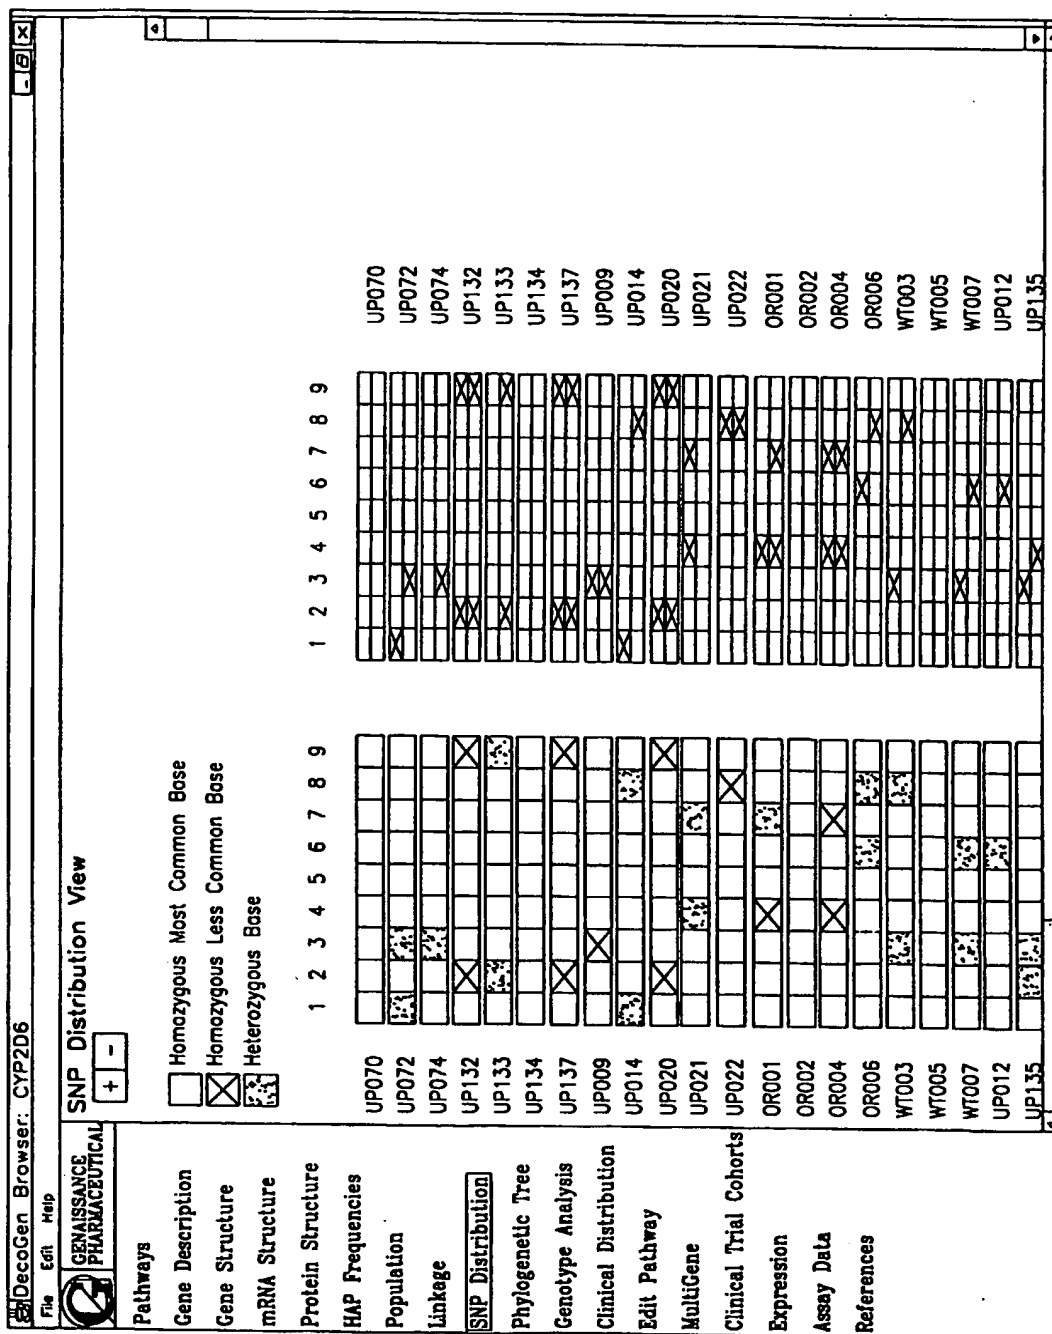 DecoGen Browser: CYP2D6
File Edit Help
GENAISSANCE
PHARMACEUTICAL
SNP Distribution View
+ -
Pathways
Gene Description
Gene Structure
mRNA Structure
Protein Structure
HAP Frequencies
Population
Linkage
SNP Distribution
Phylogenetic Tree
Genotype Analysis
Clinical Distribution
Edit Pathway
MultiGene
Clinical Trial Cohorts
Expression
Assay Data
References
Homozygous Most Common Base
Homozygous Less Common Base
Heterozygous Base
1 2 3 4 5 6 7 8 9 1 2 3 4 5 6 7 8 9
UP070 UP070
UP072 UP072
UP074 UP074
UP132 UP132
UP133 UP133
UP134 UP134
UP137 UP137
UP009 UP009
UP014 UP014
UP020 UP020
UP021 UP021
UP022 UP022
OR001 OR001
OR002 OR002
OR004 OR004
OR006 OR006
WT003 WT003
WT005 WT005
WT007 WT007
UP012 UP012
UP135 UP135